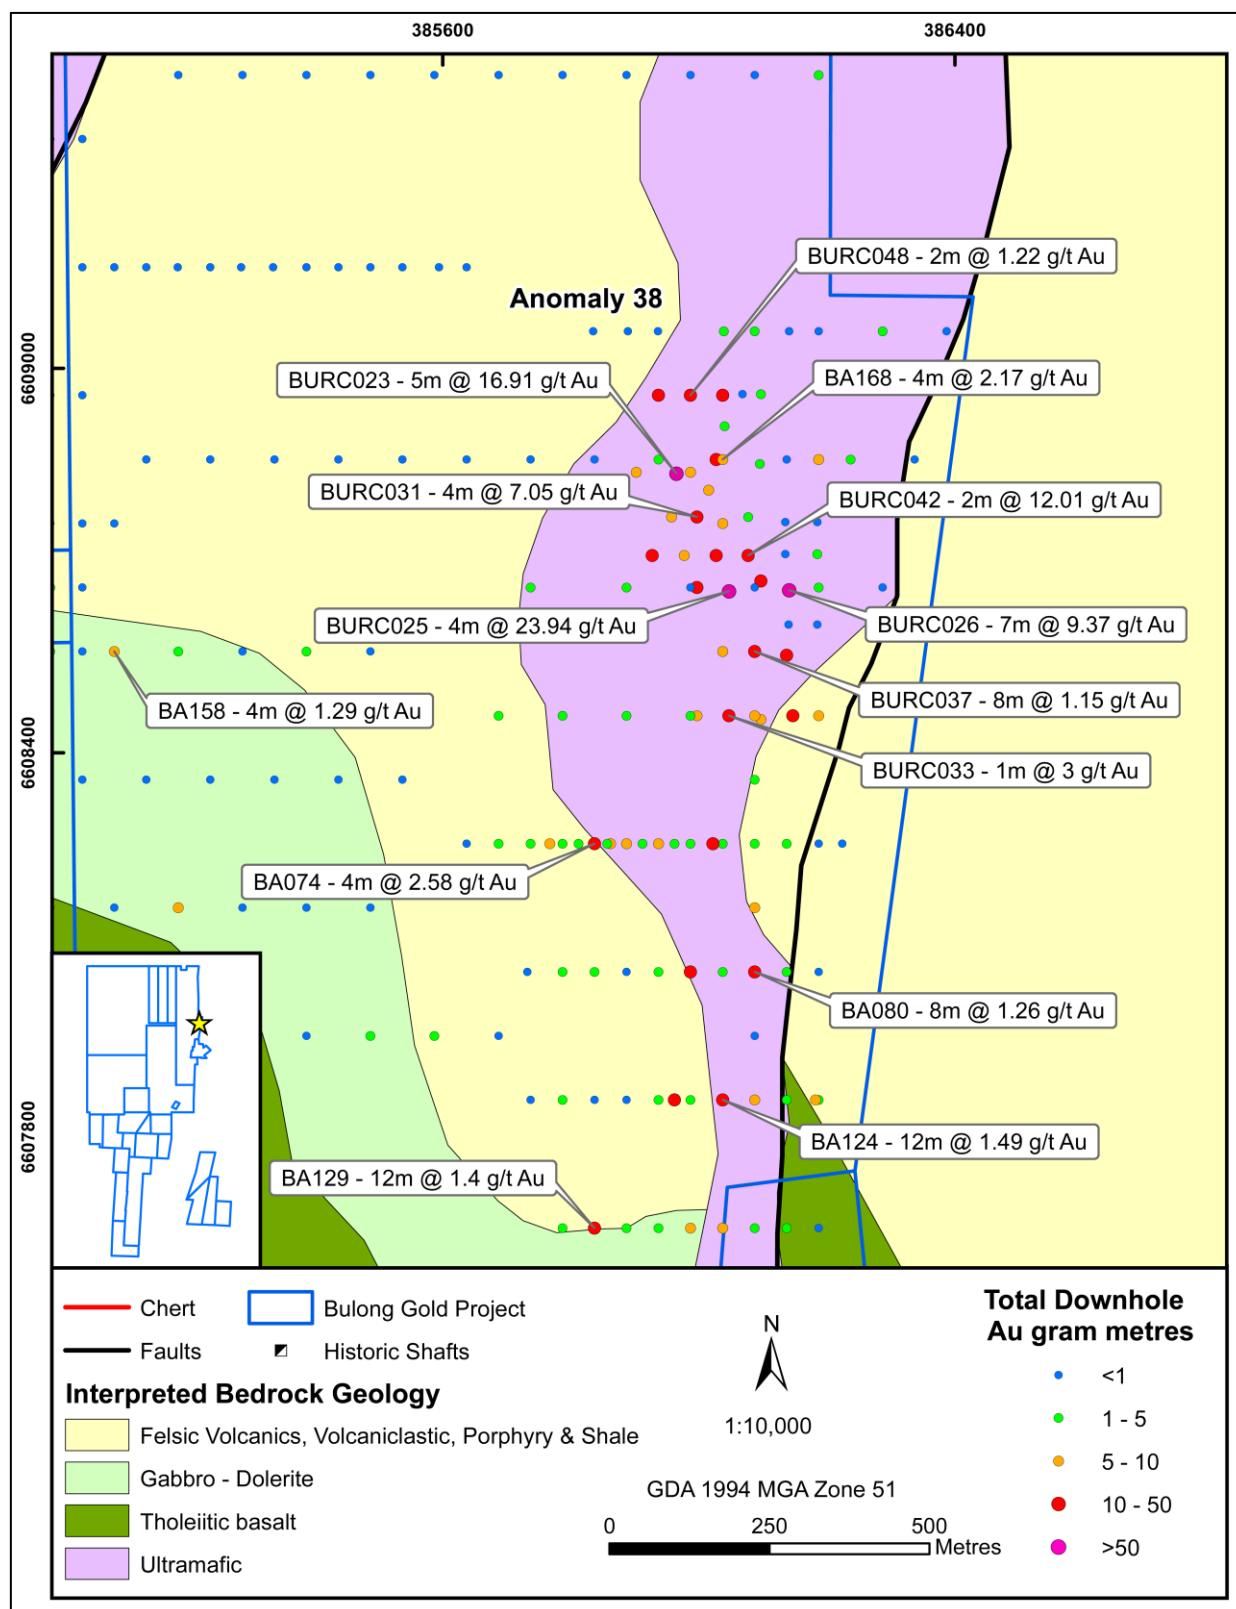 385600
386400
BURC048 - 2m @ 1.22 g/t Au
Anomaly 38
6609000
BURC023 - 5m @ 16.91 g/t Au
BA168 - 4m @ 2.17 g/t Au
BURC031 - 4m @ 7.05 g/t Au
BURC042 - 2m @ 12.01 g/t Au
BURC025 - 4m @ 23.94 g/t Au
BURC026 - 7m @ 9.37 g/t Au
BA158 - 4m @ 1.29 g/t Au
BURC037 - 8m @ 1.15 g/t Au
6608400
BURC033 - 1m @ 3 g/t Au
BA074 - 4m @ 2.58 g/t Au
BA080 - 8m @ 1.26 g/t Au
6607800
BA124 - 12m @ 1.49 g/t Au
BA129 - 12m @ 1.4 g/t Au
Chert
Bulong Gold Project
Faults
Historic Shafts
Interpreted Bedrock Geology
Felsic Volcanics, Volcaniclastic, Porphyry & Shale
Gabbro - Dolerite
Tholeiitic basalt
Ultramafic
N
1:10,000
GDA 1994 MGA Zone 51
0 250 500
Metres
Total Downhole
Au gram metres
<1
1 - 5
5 - 10
10 - 50
>50